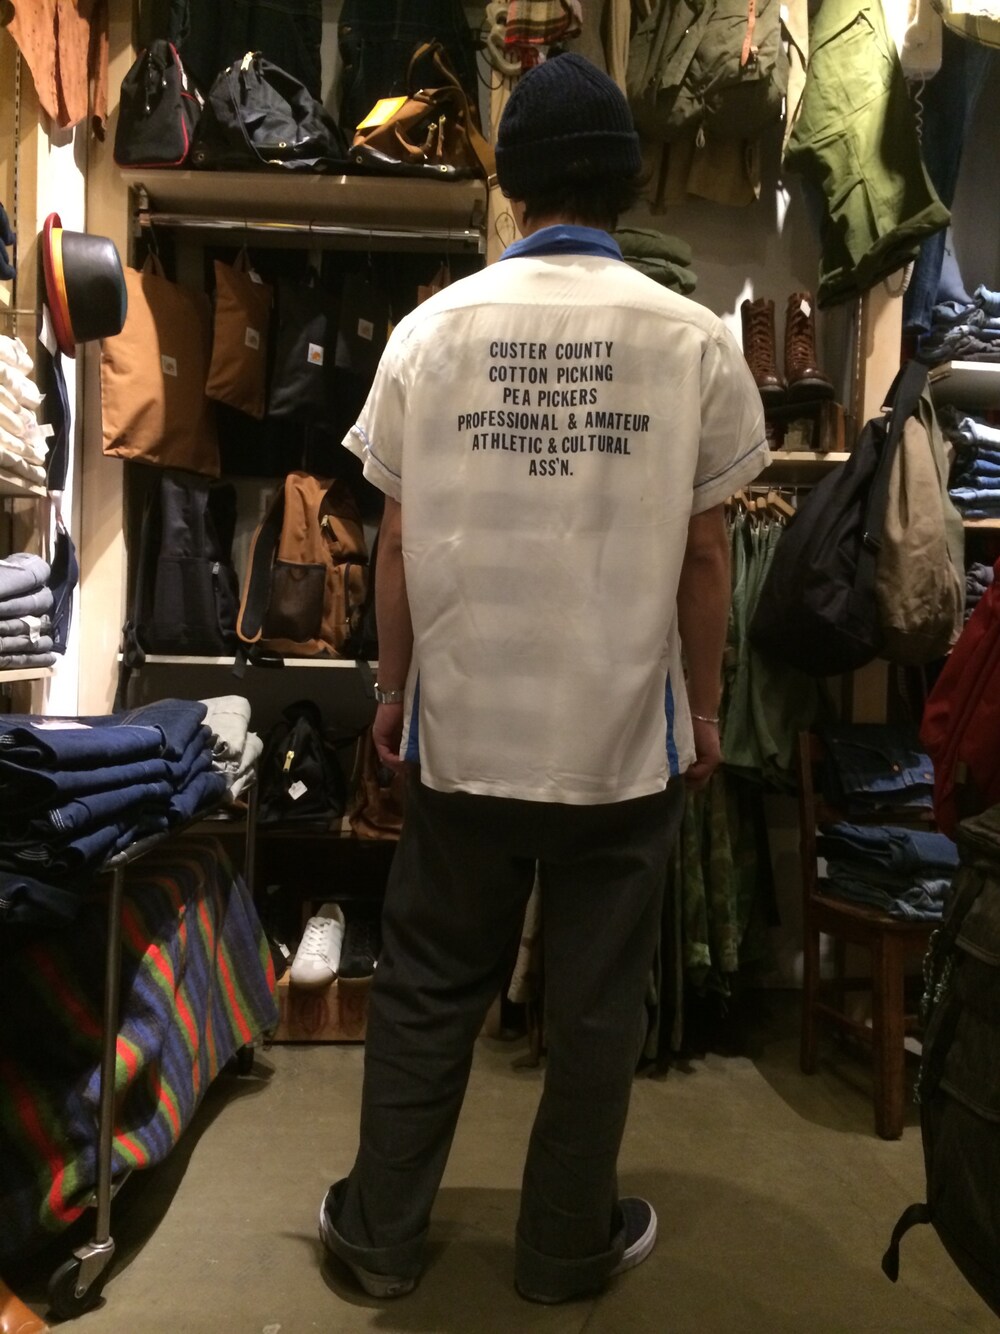 CUSTER COUNTY
COTTON PICKING
PEA PICKERS
PROFESSIONAL & AMATEUR
ATHLETIC & CULTURAL
ASS'N.